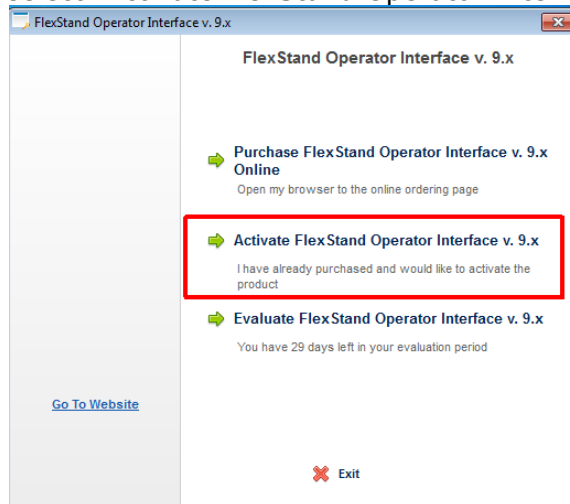 FlexStand Operator Interface v. 9.x
FlexStand Operator Interface v. 9.x
Purchase FlexStand Operator Interface v. 9.x
Online
Open my browser to the online ordering page
Activate FlexStand Operator Interface v. 9.x
I have already purchased and would like to activate the
product
Evaluate FlexStand Operator Interface v. 9.x
You have 29 days left in your evaluation period
Go To Website
Exit